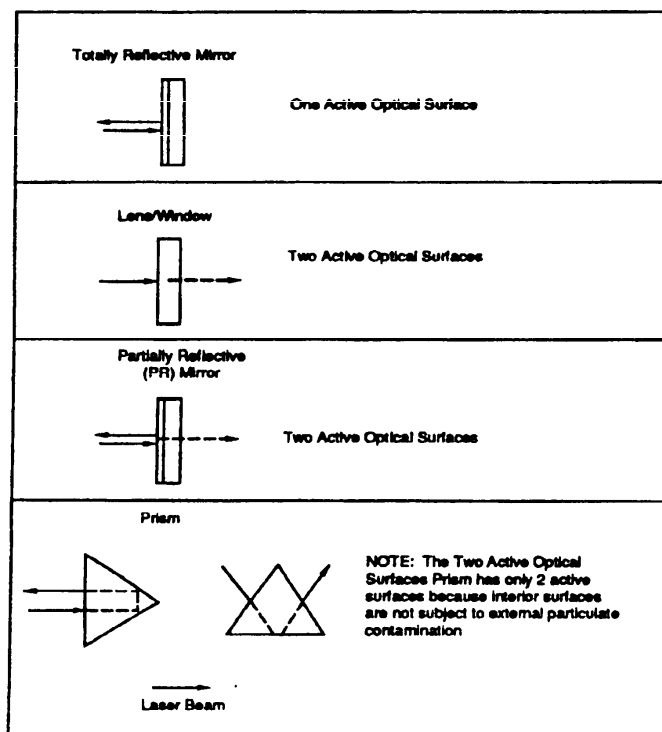 Totally Reflective Mirror
One Active Optical Surface
Lens/Window
Two Active Optical Surfaces
Partially Reflective
(PR) Mirror
Two Active Optical Surfaces
Prism
NOTE: The Two Active Optical
Surfaces Prism has only 2 active
surfaces because interior surfaces
are not subject to external particulate
contamination
Laser Beam